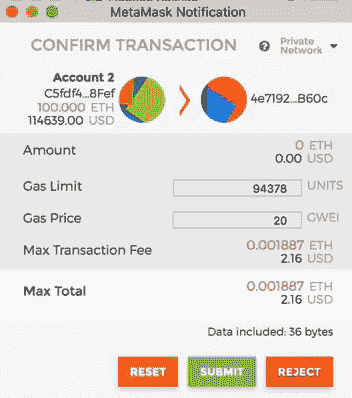 MetaMask Notification
CONFIRM TRANSACTION
? Private Network
Account 2
C5fdf4...8Fef
100.000 ETH
114639.00 USD
4e7192...B60c
Amount 0 ETH
0.00 USD
Gas Limit 94378 UNITS
Gas Price 20 GWEI
Max Transaction Fee 0.001887 ETH
2.16 USD
Max Total 0.001887 ETH
2.16 USD
Data included: 36 bytes
RESET SUBMIT REJECT